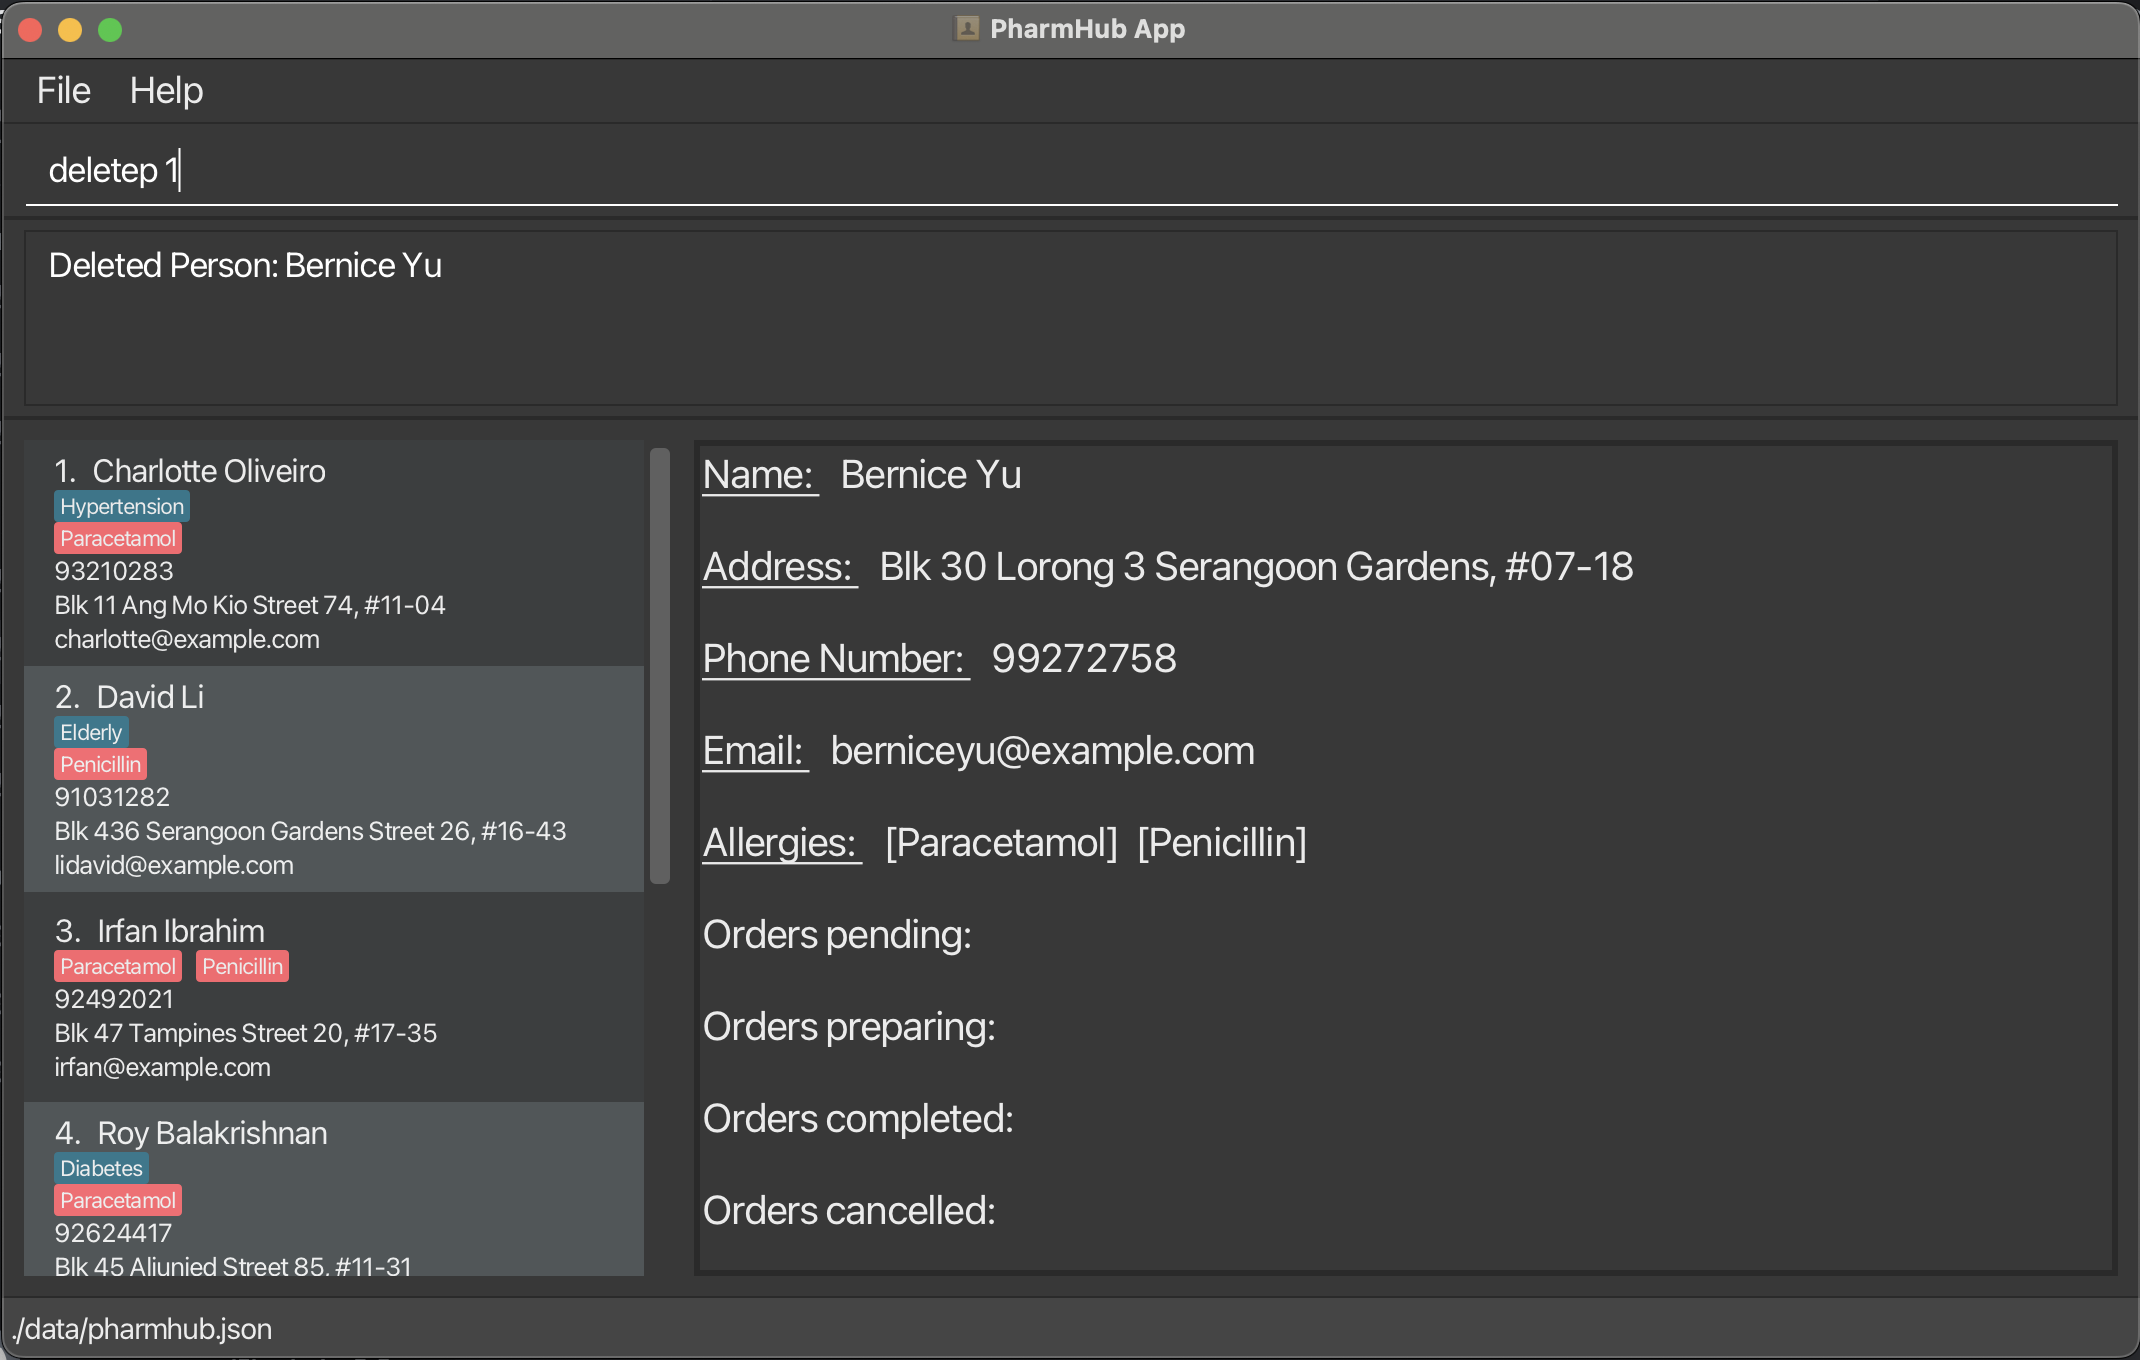 PharmHub App
File Help
deletep 1
Deleted Person: Bernice Yu
1. Charlotte Oliveiro
Hypertension
Paracetamol
93210283
Blk 11 Ang Mo Kio Street 74, #11-04
charlotte@example.com
2. David Li
Elderly
Penicillin
91031282
Blk 436 Serangoon Gardens Street 26, #16-43
lidavid@example.com
3. Irfan Ibrahim
Paracetamol Penicillin
92492021
Blk 47 Tampines Street 20, #17-35
irfan@example.com
4. Roy Balakrishnan
Diabetes
Paracetamol
92624417
Blk 45 Aljunied Street 85, #11-31
Name: Bernice Yu
Address: Blk 30 Lorong 3 Serangoon Gardens, #07-18
Phone Number: 99272758
Email: berniceyu@example.com
Allergies: [Paracetamol] [Penicillin]
Orders pending:
Orders preparing:
Orders completed:
Orders cancelled:
./data/pharmhub.json